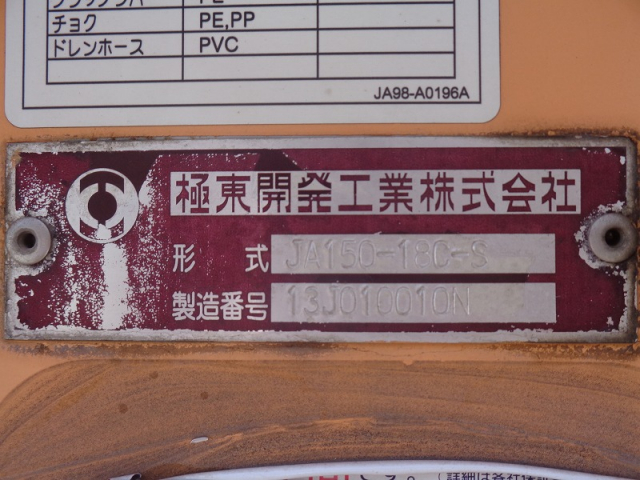 チョク PE,PP
ドレンホース PVC
JA98-A0196A
極東開発工業株式会社
形 式 JA150-180-S
製造番号 13J010010N